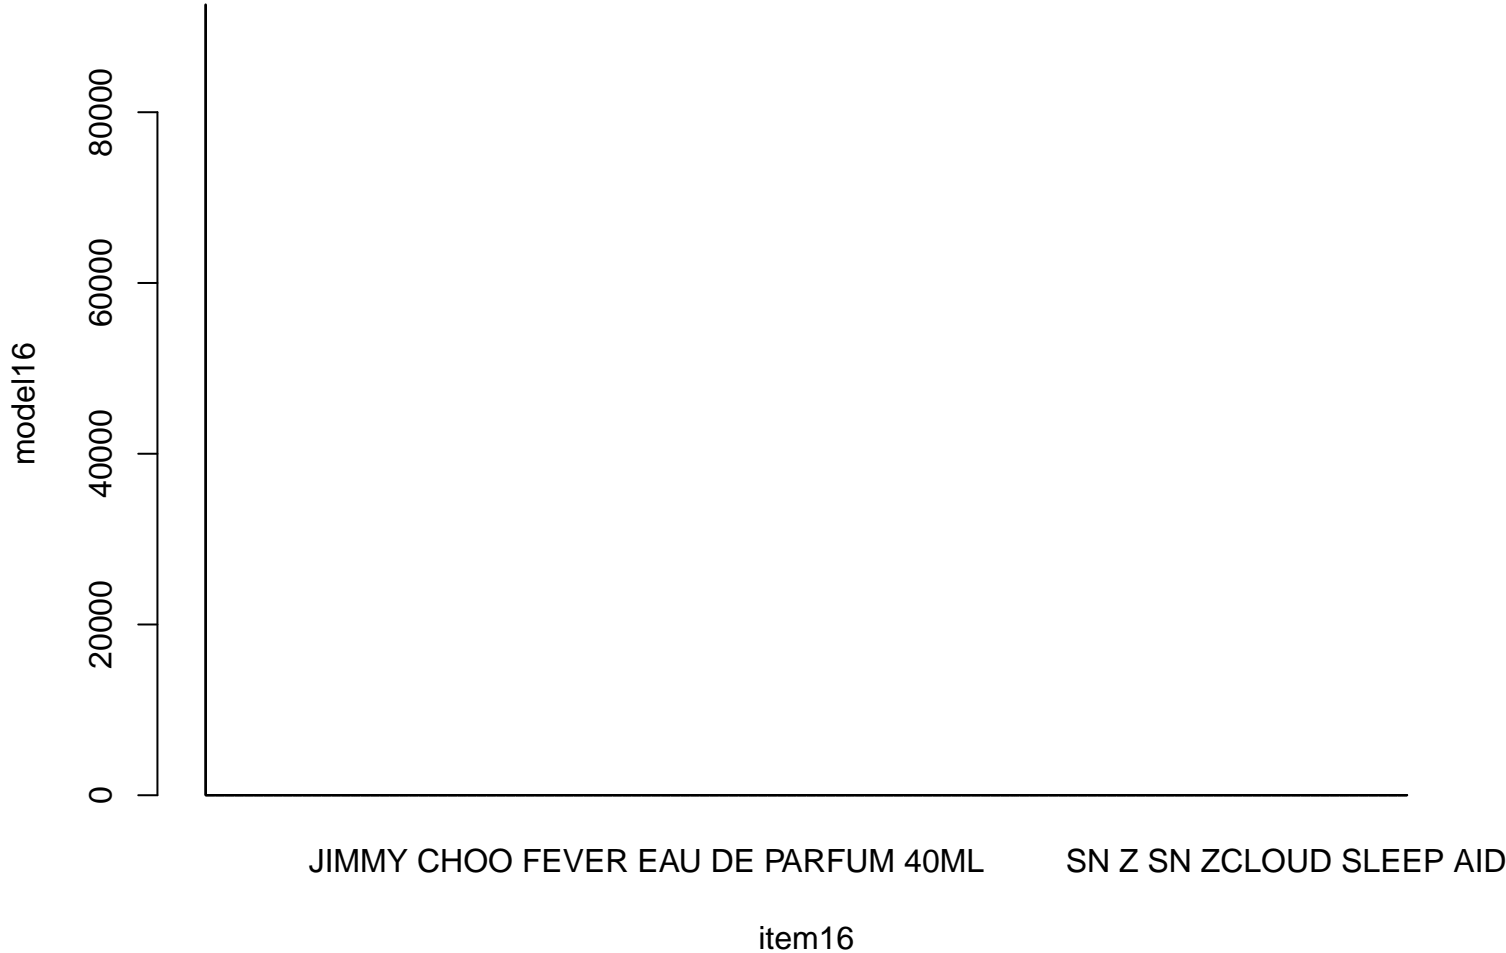 80000
60000
40000
20000
0
model16
JIMMY CHOO FEVER EAU DE PARFUM 40ML
SN Z SN ZCLOUD SLEEP AID
item16